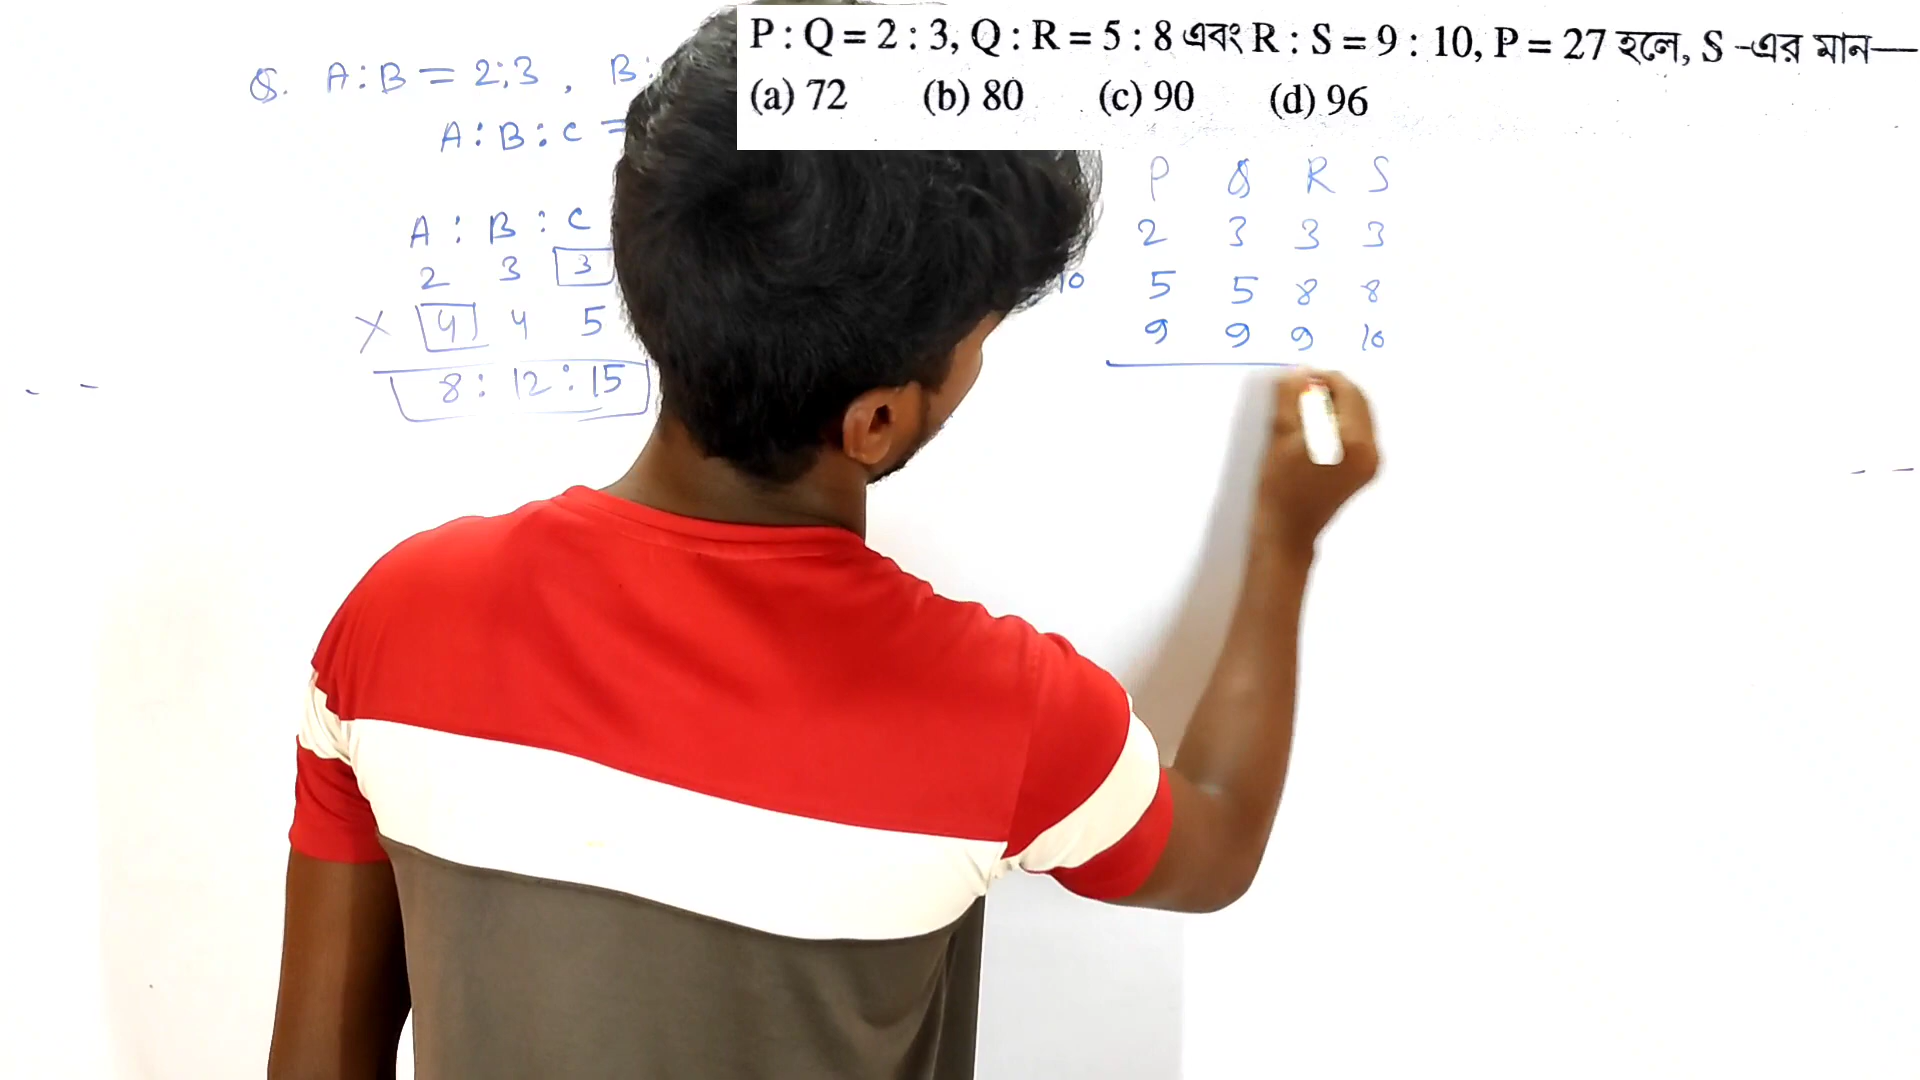 P : Q = 2 : 3, Q : R = 5 : 8 এবং R : S = 9 : 10, P = 27 হলে, S -এর মান—
(a) 72 (b) 80 (c) 90 (d) 96
Q. A:B = 2:3 , B:
A:B:C =
A : B : C
2 3 3
× 4 4 5
8 : 12 : 15
P Q R S
2 3 3 3
10 5 5 8 8
9 9 9 10